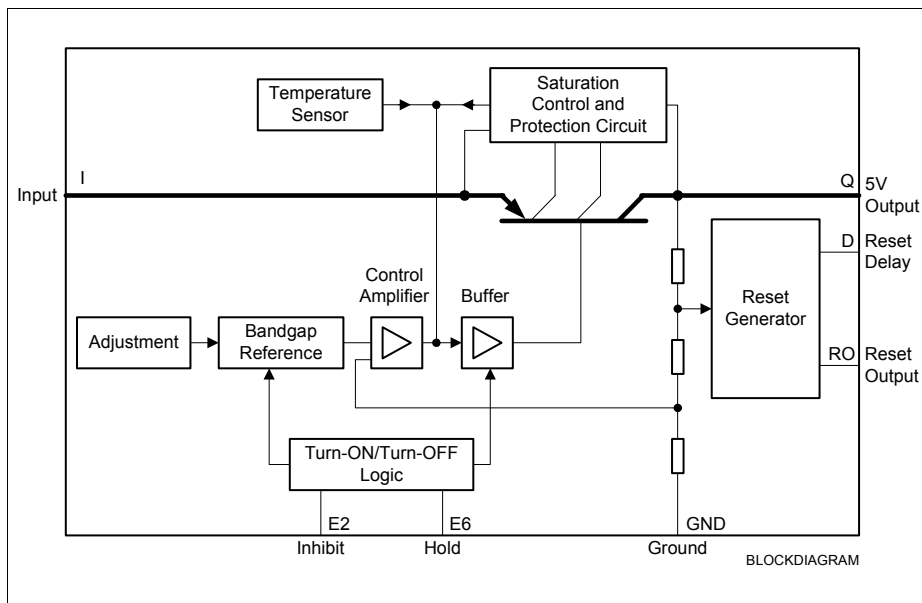 Temperature
Sensor
Saturation
Control and
Protection Circuit
I
Input
Q
5V
Output
D
Reset
Delay
Reset
Generator
RO
Reset
Output
Control
Amplifier
Buffer
Adjustment
Bandgap
Reference
Turn-ON/Turn-OFF
Logic
E2
E6
GND
Inhibit
Hold
Ground
BLOCKDIAGRAM